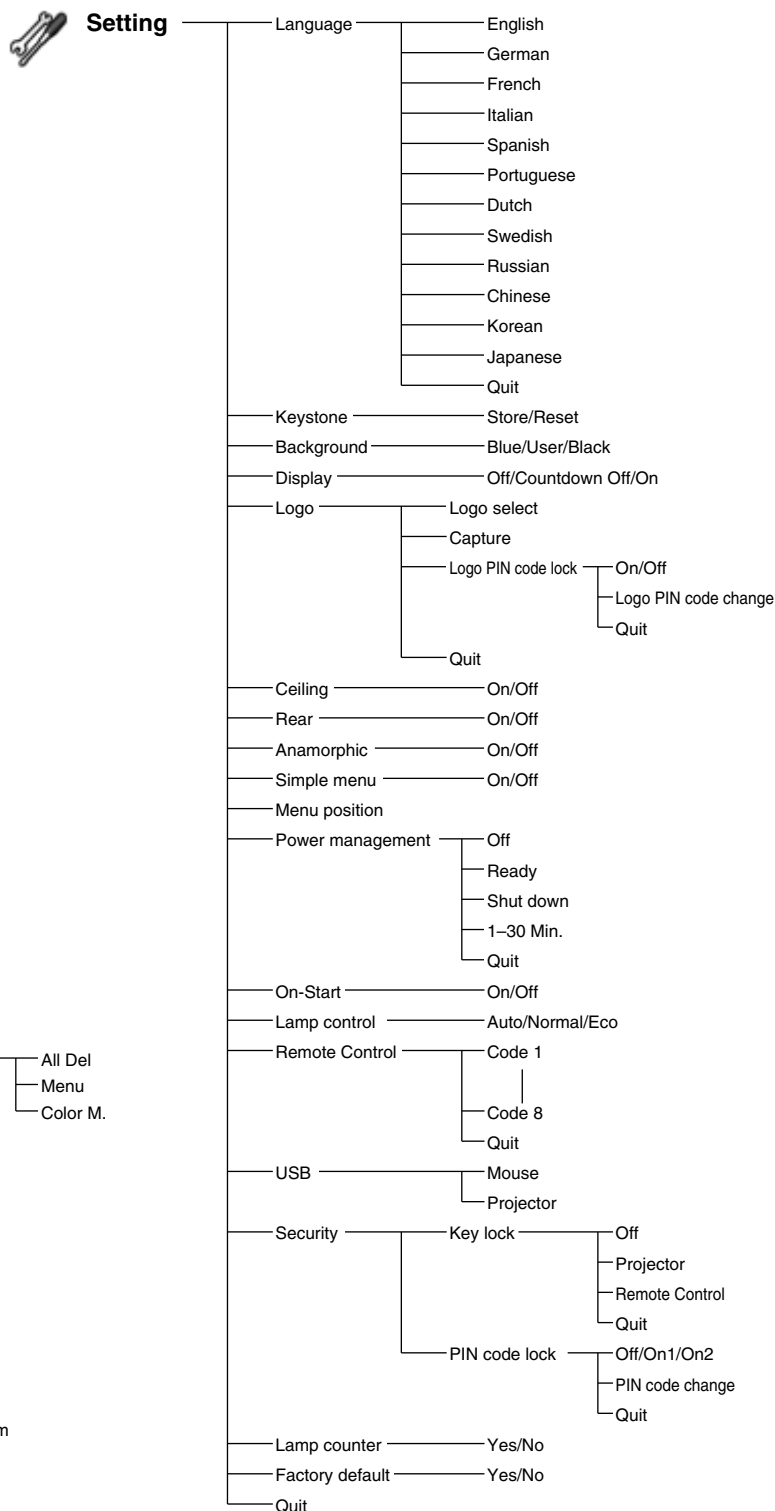 Setting
Language
English
German
French
Italian
Spanish
Portuguese
Dutch
Swedish
Russian
Chinese
Korean
Japanese
Quit
Keystone Store/Reset
Background Blue/User/Black
Display Off/Countdown Off/On
Logo
Logo select
Capture
Logo PIN code lock
On/Off
Logo PIN code change
Quit
Quit
Ceiling On/Off
Rear On/Off
Anamorphic On/Off
Simple menu On/Off
Menu position
Power management
Off
Ready
Shut down
1–30 Min.
Quit
On-Start On/Off
Lamp control Auto/Normal/Eco
Remote Control
Code 1
Code 8
Quit
USB
Mouse
Projector
Security
Key lock
Off
Projector
Remote Control
Quit
PIN code lock
Off/On1/On2
PIN code change
Quit
Lamp counter Yes/No
Factory default Yes/No
Quit
All Del
Menu
Color M.